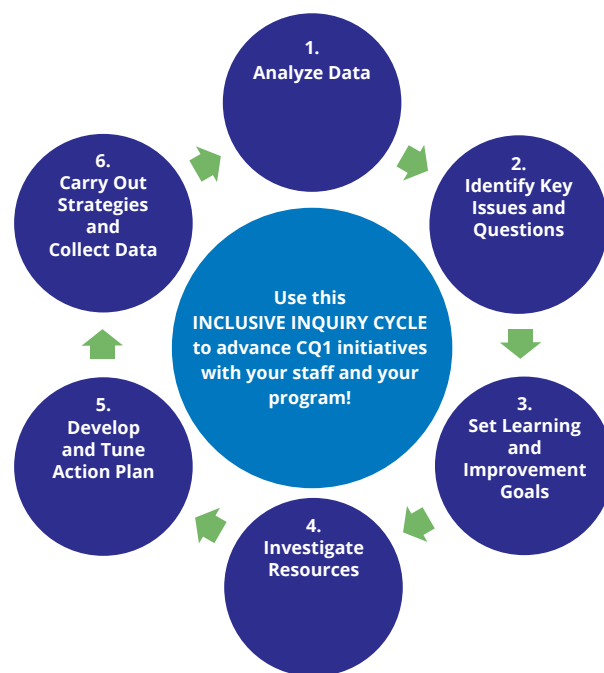 1.
Analyze Data
2.
Identify Key
Issues and
Questions
3.
Set Learning
and
Improvement
Goals
4.
Investigate
Resources
5.
Develop
and Tune
Action Plan
6.
Carry Out
Strategies
and
Collect Data
Use this
INCLUSIVE INQUIRY CYCLE
to advance CQ1 initiatives
with your staff and your
program!